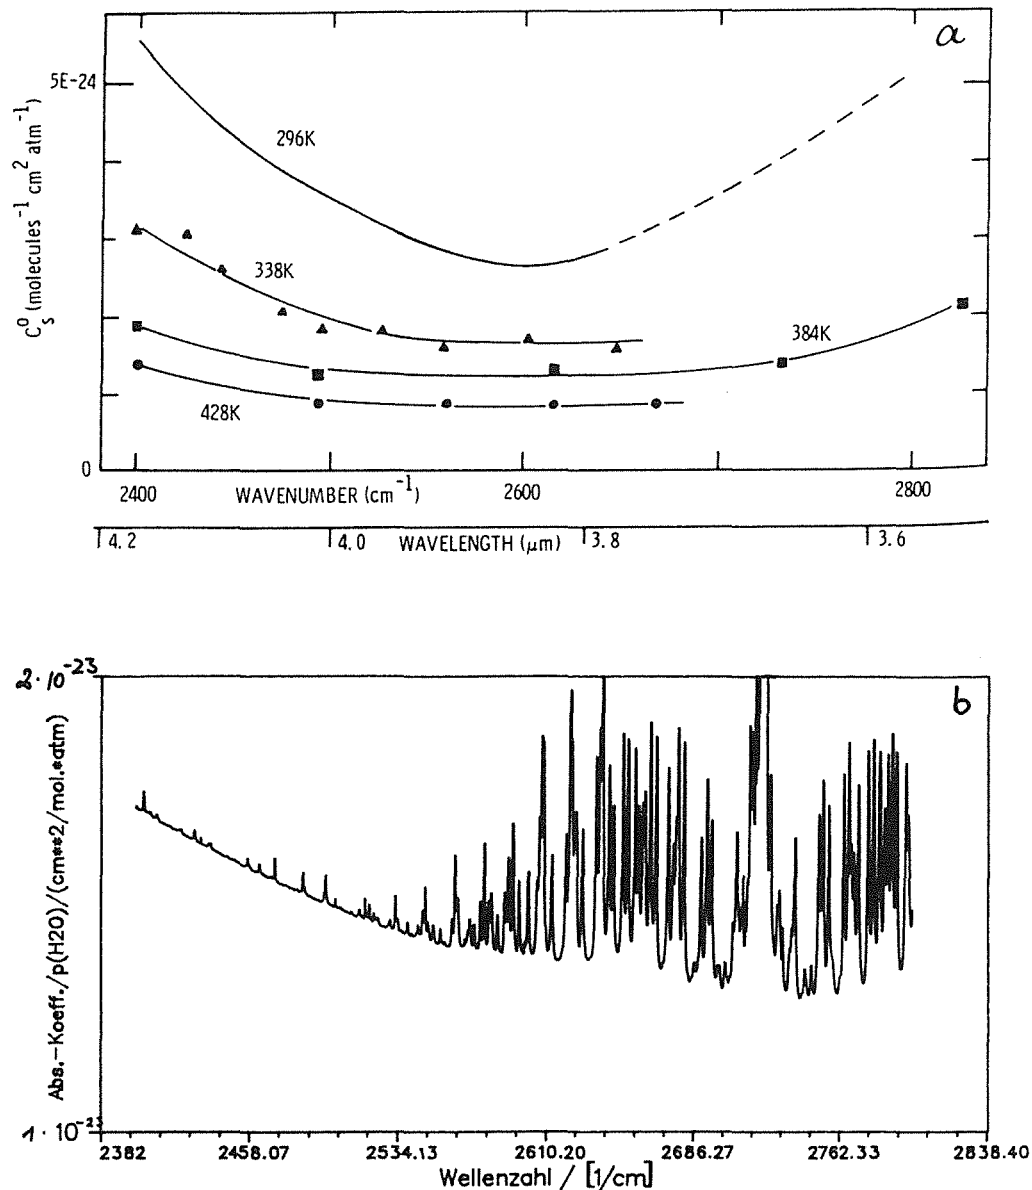 a
5E-24
C_s^0 (molecules^-1 cm^2 atm^-1)
296K
338K
384K
428K
0
2400 WAVENUMBER (cm^-1) 2600 2800
4.2 4.0 WAVELENGTH (μm) 3.8 3.6
2·10^-23
b
Abs.-Koeff./p(H2O)/(cm**2/mol.*atm)
1·10^-23
2382 2458.07 2534.13 2610.20 2686.27 2762.33 2838.40
Wellenzahl / [1/cm]